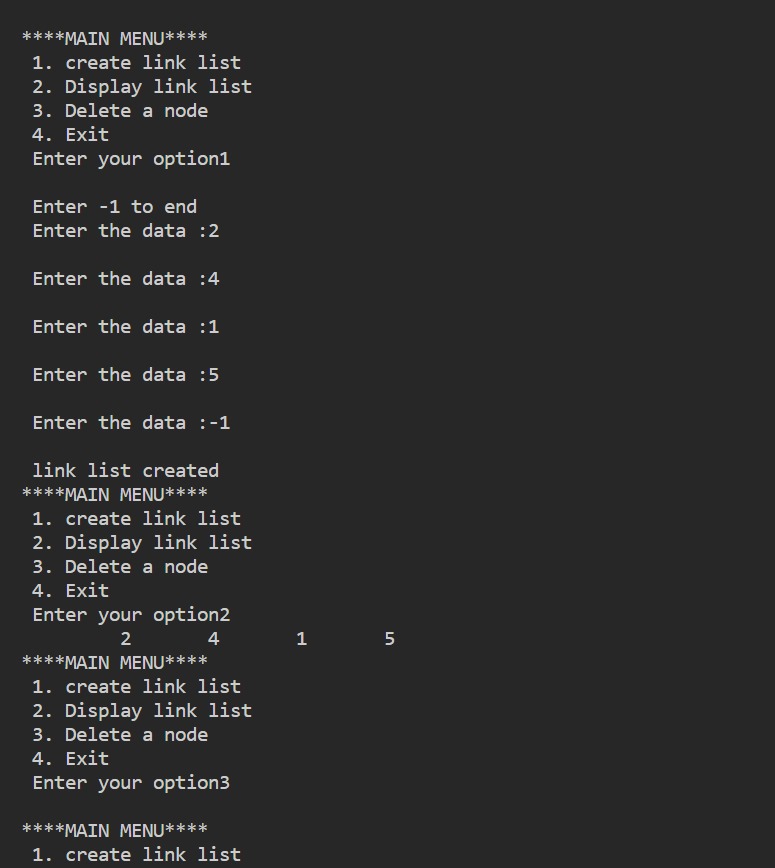 ****MAIN MENU****
1. create link list
2. Display link list
3. Delete a node
4. Exit
Enter your option1
Enter -1 to end
Enter the data :2
Enter the data :4
Enter the data :1
Enter the data :5
Enter the data :-1
link list created
****MAIN MENU****
1. create link list
2. Display link list
3. Delete a node
4. Exit
Enter your option2
2 4 1 5
****MAIN MENU****
1. create link list
2. Display link list
3. Delete a node
4. Exit
Enter your option3
****MAIN MENU****
1. create link list